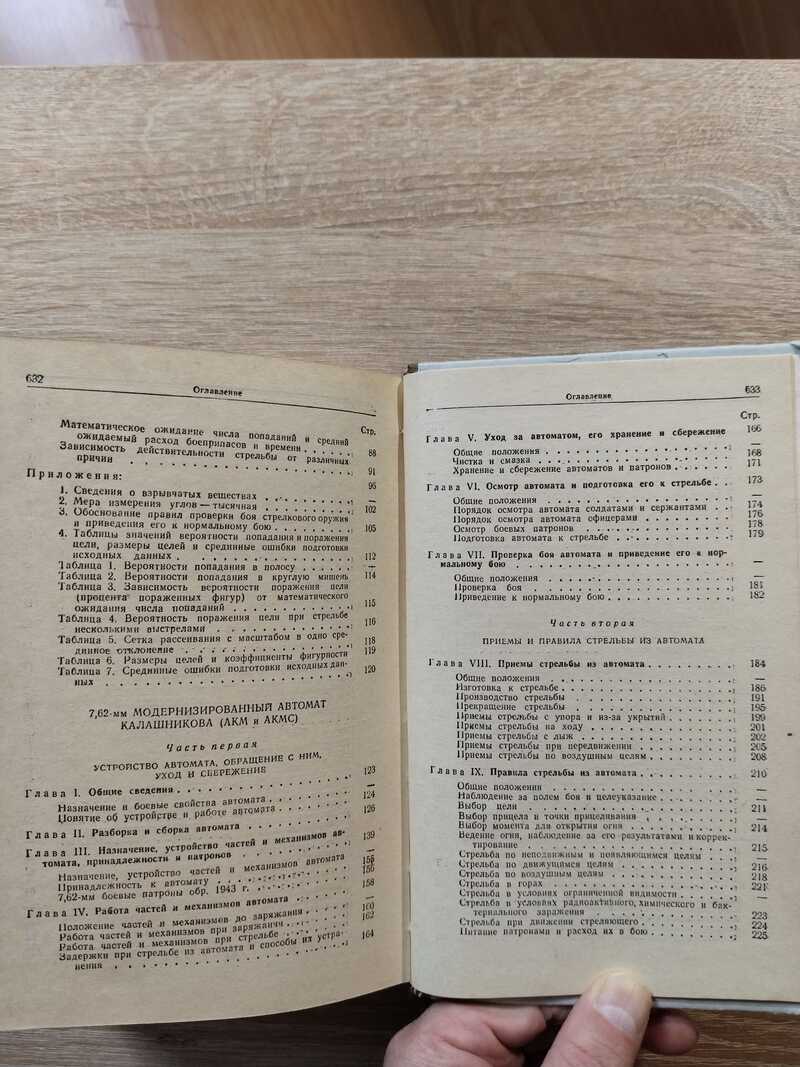 632
Оглавление
Стр.
Математическое ожидание числа попаданий и средний
ожидаемый расход боеприпасов и времени . . . . . . 88
Зависимость действительности стрельбы от различных
причин . . . . . . . . . . . . . . . . . . . 91
Приложения: 96
1. Сведения о взрывчатых веществах . . . . . . . . —
2. Мера измерения углов — тысячная . . . . . . . . 102
3. Обоснование правил проверки боя стрелкового оружия
и приведения его к нормальному бою . . . . . . . 105
4. Таблицы значений вероятности попадания и поражения
цели, размеры целей и срединные ошибки подготовки
исходных данных . . . . . . . . . . . . . . . 112
Таблица 1. Вероятности попадания в полосу . . . . . . —
Таблица 2. Вероятности попадания в круглую мишень 114
Таблица 3. Зависимость вероятности поражения цели
(процента пораженных фигур) от математического
ожидания числа попаданий . . . . . . . . . . . 115
Таблица 4. Вероятность поражения цели при стрельбе
несколькими выстрелами . . . . . . . . . . . . 116
Таблица 5. Сетка рассеивания с масштабом в одно сре-
динное отклонение . . . . . . . . . . . . . . 118
Таблица 6. Размеры целей и коэффициенты фигурности 119
Таблица 7. Срединные ошибки подготовки исходных дан-
ных . . . . . . . . . . . . . . . . . . . . . 120
7,62-мм МОДЕРНИЗИРОВАННЫЙ АВТОМАТ
КАЛАШНИКОВА (АКМ и АКМС)
Часть первая
УСТРОЙСТВО АВТОМАТА, ОБРАЩЕНИЕ С НИМ,
УХОД И СБЕРЕЖЕНИЕ
Глава I. Общие сведения . . . . . . . . . . . . . . 123
Назначение и боевые свойства автомата . . . . . . . 124
Понятие об устройстве и работе автомата . . . . . . 126
Глава II. Разборка и сборка автомата . . . . . . . .
Глава III. Назначение, устройство частей и механизмов ав-
томата, принадлежности и патронов . . . . . . . 139
Назначение, устройство частей и механизмов автомата
Принадлежность к автомату . . . . . . . . . . . . 156
7,62-мм боевые патроны обр. 1943 г. . . . . . . . . 158
Глава IV. Работа частей и механизмов автомата . . . . —
Положение частей и механизмов до заряжания . . . . 160
Работа частей и механизмов при заряжании . . . . . 162
Работа частей и механизмов при стрельбе . . . . . .
Задержки при стрельбе из автомата и способы их устра-
нения . . . . . . . . . . . . . . . . . . . . 164
633
Оглавление
Стр.
Глава V. Уход за автоматом, его хранение и сбережение 166
Общие положения . . . . . . . . . . . . . . . . —
Чистка и смазка . . . . . . . . . . . . . . . . 168
Хранение и сбережение автоматов и патронов . . . . . 171
Глава VI. Осмотр автомата и подготовка его к стрельбе . . 173
Общие положения . . . . . . . . . . . . . . . . —
Порядок осмотра автомата солдатами и сержантами . . 174
Порядок осмотра автомата офицерами . . . . . . . . 176
Осмотр боевых патронов . . . . . . . . . . . . . 178
Подготовка автомата к стрельбе . . . . . . . . . . 179
Глава VII. Проверка боя автомата и приведение его к нор-
мальному бою . . . . . . . . . . . . . . . . . —
Общие положения . . . . . . . . . . . . . . . . —
Проверка боя . . . . . . . . . . . . . . . . . 181
Приведение к нормальному бою . . . . . . . . . . . 182
Часть вторая
ПРИЕМЫ И ПРАВИЛА СТРЕЛЬБЫ ИЗ АВТОМАТА
Глава VIII. Приемы стрельбы из автомата . . . . . . . . 184
Общие положения . . . . . . . . . . . . . . . . —
Изготовка к стрельбе . . . . . . . . . . . . . . 186
Производство стрельбы . . . . . . . . . . . . . 191
Прекращение стрельбы . . . . . . . . . . . . . . 195
Приемы стрельбы с упора и из-за укрытий . . . . . . 199
Приемы стрельбы на ходу . . . . . . . . . . . . . 201
Приемы стрельбы с лыж . . . . . . . . . . . . . . 202
Приемы стрельбы при передвижении . . . . . . . . . 205
Приемы стрельбы по воздушным целям . . . . . . . . 208
Глава IX. Правила стрельбы из автомата . . . . . . . . 210
Общие положения . . . . . . . . . . . . . . . . —
Наблюдение за полем боя и целеуказание . . . . . . . —
Выбор цели . . . . . . . . . . . . . . . . . . 211
Выбор прицела и точки прицеливания . . . . . . . . —
Выбор момента для открытия огня . . . . . . . . . 214
Ведение огня, наблюдение за его результатами и коррек-
тирование . . . . . . . . . . . . . . . . . . 215
Стрельба по неподвижным и появляющимся целям . . . —
Стрельба по движущимся целям . . . . . . . . . . . 216
Стрельба по воздушным целям . . . . . . . . . . . 218
Стрельба в горах . . . . . . . . . . . . . . . . 221
Стрельба в условиях ограниченной видимости . . . . . —
Стрельба в условиях радиоактивного, химического и бак-
териального заражения . . . . . . . . . . . . . 223
Стрельба при движении стреляющего . . . . . . . . 224
Питание патронами и расход их в бою . . . . . . . . 225